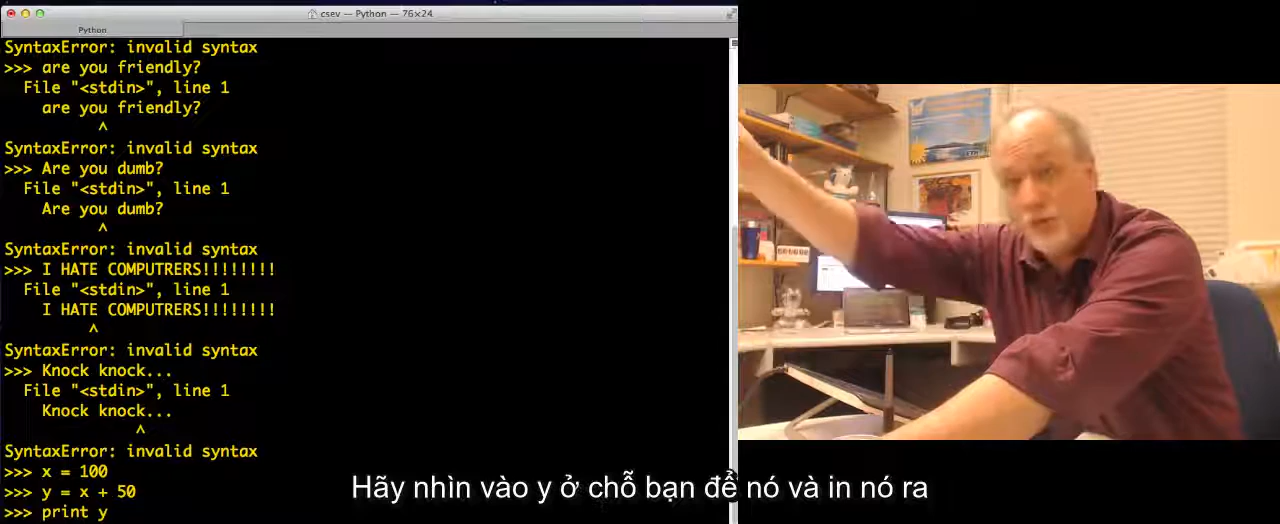 csev — Python — 76×24
Python
SyntaxError: invalid syntax
>>> are you friendly?
File "<stdin>", line 1
are you friendly?
^
SyntaxError: invalid syntax
>>> Are you dumb?
File "<stdin>", line 1
Are you dumb?
^
SyntaxError: invalid syntax
>>> I HATE COMPUTRERS!!!!!!!!
File "<stdin>", line 1
I HATE COMPUTRERS!!!!!!!!
^
SyntaxError: invalid syntax
>>> Knock knock...
File "<stdin>", line 1
Knock knock...
^
SyntaxError: invalid syntax
>>> x = 100
>>> y = x + 50
>>> print y
Hãy nhìn vào y ở chỗ bạn để nó và in nó ra